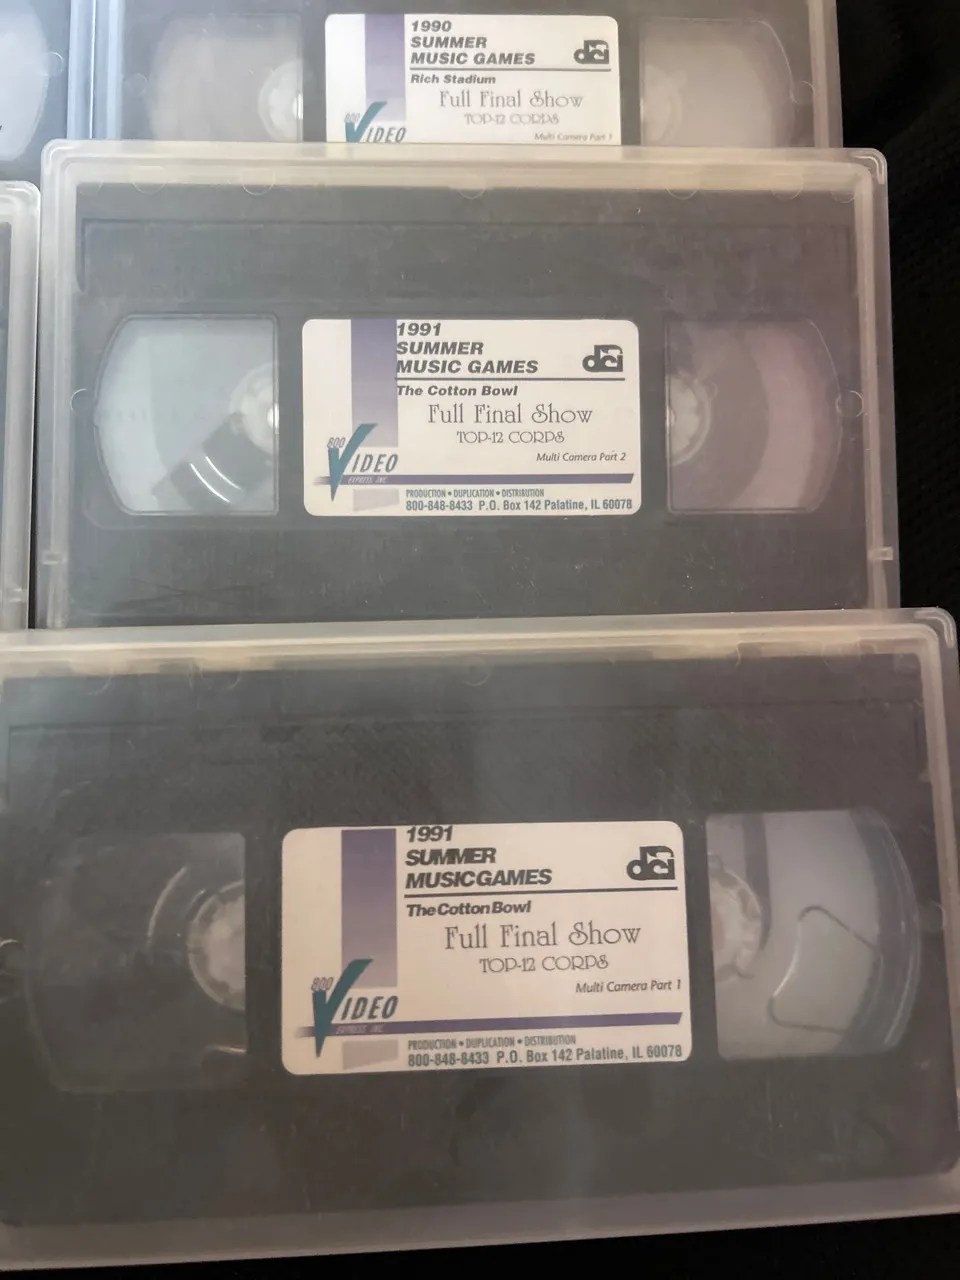 1990
SUMMER
MUSIC GAMES
dci
Rich Stadium
Full Final Show
TOP-12 CORPS
800
VIDEO
Multi Camera Part 1
1991
SUMMER
MUSIC GAMES
dci
The Cotton Bowl
Full Final Show
TOP-12 CORPS
800
VIDEO
Multi Camera Part 2
EXPRESS INC
PRODUCTION • DUPLICATION • DISTRIBUTION
800-848-8433 P.O. Box 142 Palatine, IL 60078
1991
SUMMER
MUSIC GAMES
dci
The Cotton Bowl
Full Final Show
TOP-12 CORPS
Multi Camera Part 1
800
VIDEO
EXPRESS INC
PRODUCTION • DUPLICATION • DISTRIBUTION
800-848-8433 P.O. Box 142 Palatine, IL 60078